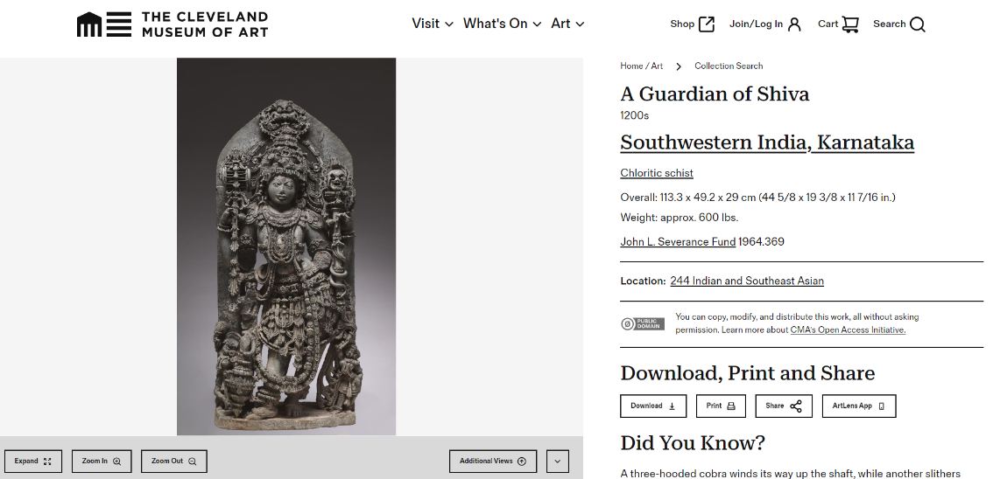 THE CLEVELAND
MUSEUM OF ART
Visit What's On Art
Shop Join/Log In Cart Search
Home / Art Collection Search
A Guardian of Shiva
1200s
Southwestern India, Karnataka
Chloritic schist
Overall: 113.3 x 49.2 x 29 cm (44 5/8 x 19 3/8 x 11 7/16 in.)
Weight: approx. 600 lbs.
John L. Severance Fund 1964.369
Location: 244 Indian and Southeast Asian
PUBLIC
DOMAIN
You can copy, modify, and distribute this work, all without asking
permission. Learn more about CMA's Open Access Initiative.
Download, Print and Share
Download Print Share ArtLens App
Did You Know?
A three-hooded cobra winds its way up the shaft, while another slithers
Expand Zoom In Zoom Out Additional Views